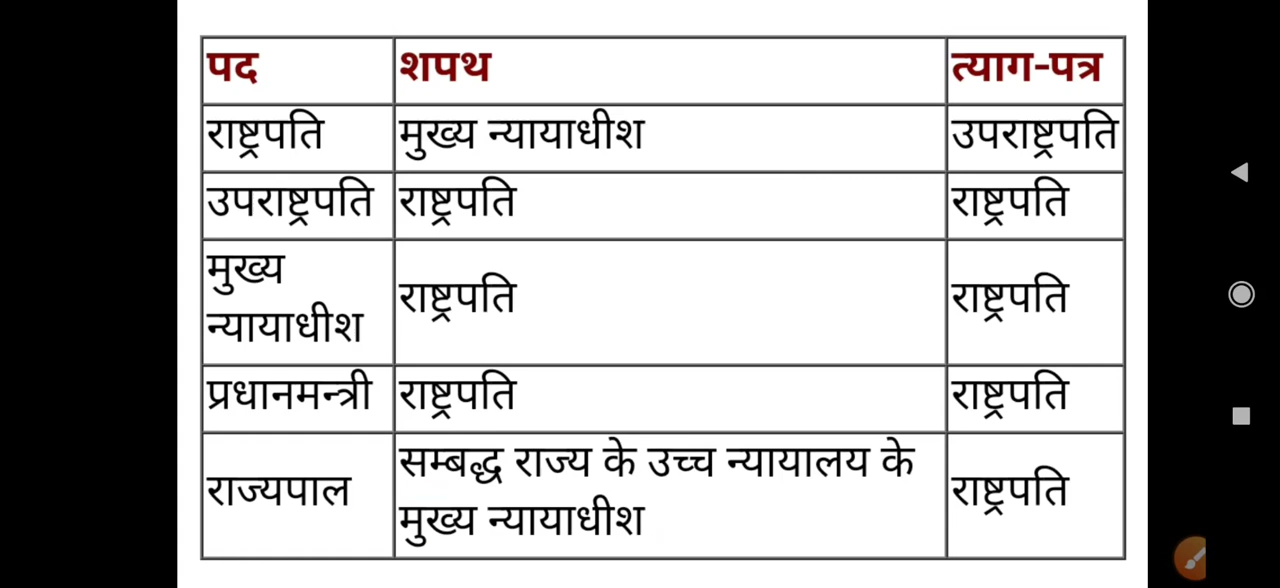 पद शपथ त्याग-पत्र
राष्ट्रपति मुख्य न्यायाधीश उपराष्ट्रपति
उपराष्ट्रपति राष्ट्रपति राष्ट्रपति
मुख्य
न्यायाधीश राष्ट्रपति राष्ट्रपति
प्रधानमन्त्री राष्ट्रपति राष्ट्रपति
राज्यपाल सम्बद्ध राज्य के उच्च न्यायालय के
मुख्य न्यायाधीश राष्ट्रपति